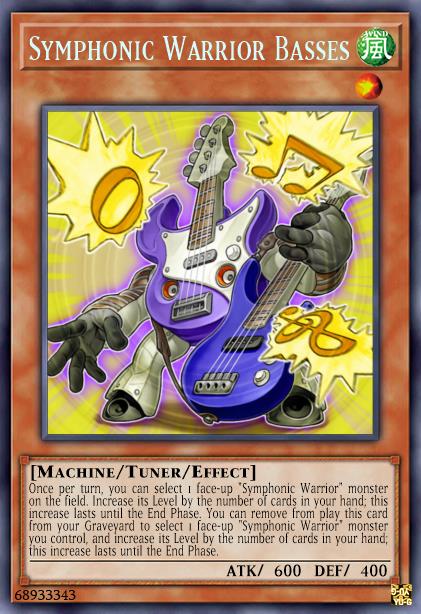 SYMPHONIC WARRIOR BASSES
WIND
風
[MACHINE/TUNER/EFFECT]
Once per turn, you can select 1 face-up "Symphonic Warrior" monster
on the field. Increase its Level by the number of cards in your hand; this
increase lasts until the End Phase. You can remove from play this card
from your Graveyard to select 1 face-up "Symphonic Warrior" monster
you control, and increase its Level by the number of cards in your hand;
this increase lasts until the End Phase.
ATK/ 600 DEF/ 400
68933343